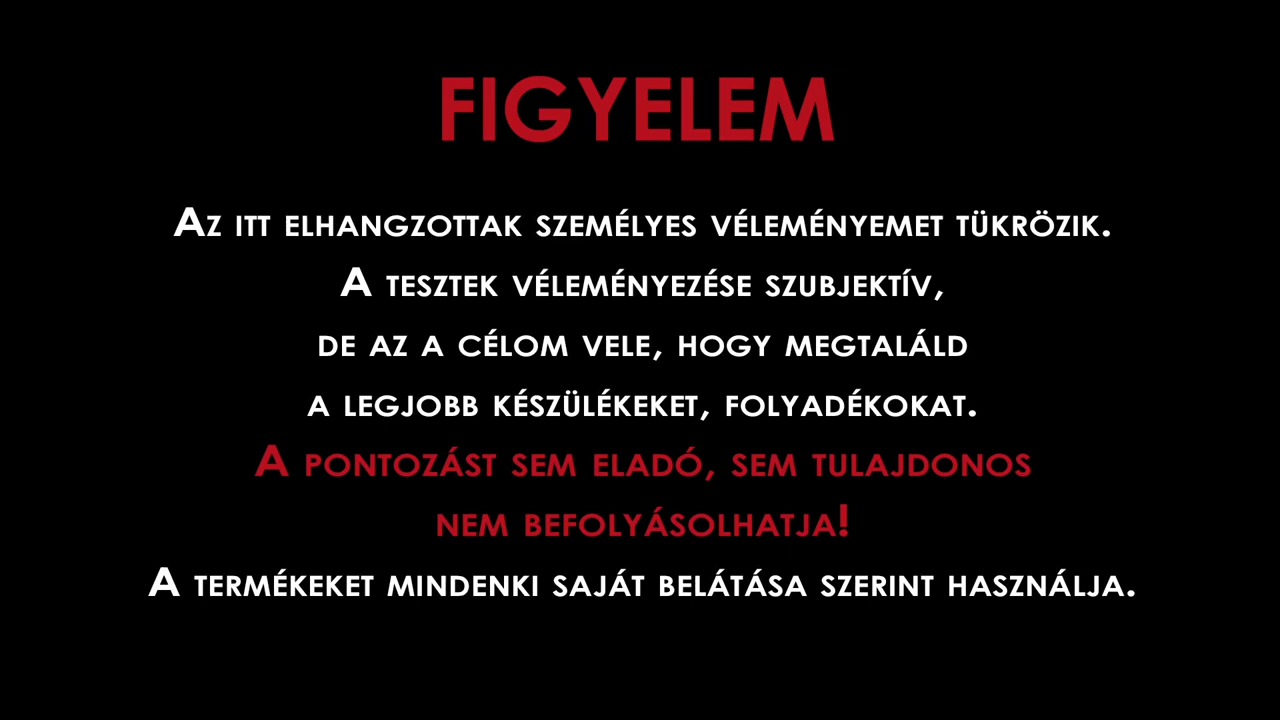 FIGYELEM
Az itt elhangzottak személyes véleményemet tükrözik.
A tesztek véleményezése szubjektív,
de az a célom vele, hogy megtaláld
a legjobb készülékeket, folyadékokat.
A pontozást sem eladó, sem tulajdonos
nem befolyásolhatja!
A termékeket mindenki saját belátása szerint használja.